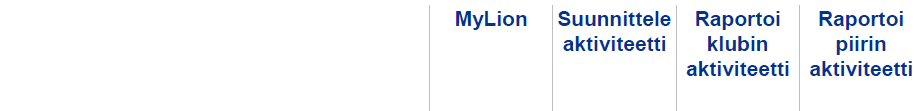 MyLion
Suunnittele
aktiviteetti
Raportoi
klubin
aktiviteetti
Raportoi
piirin
aktiviteetti